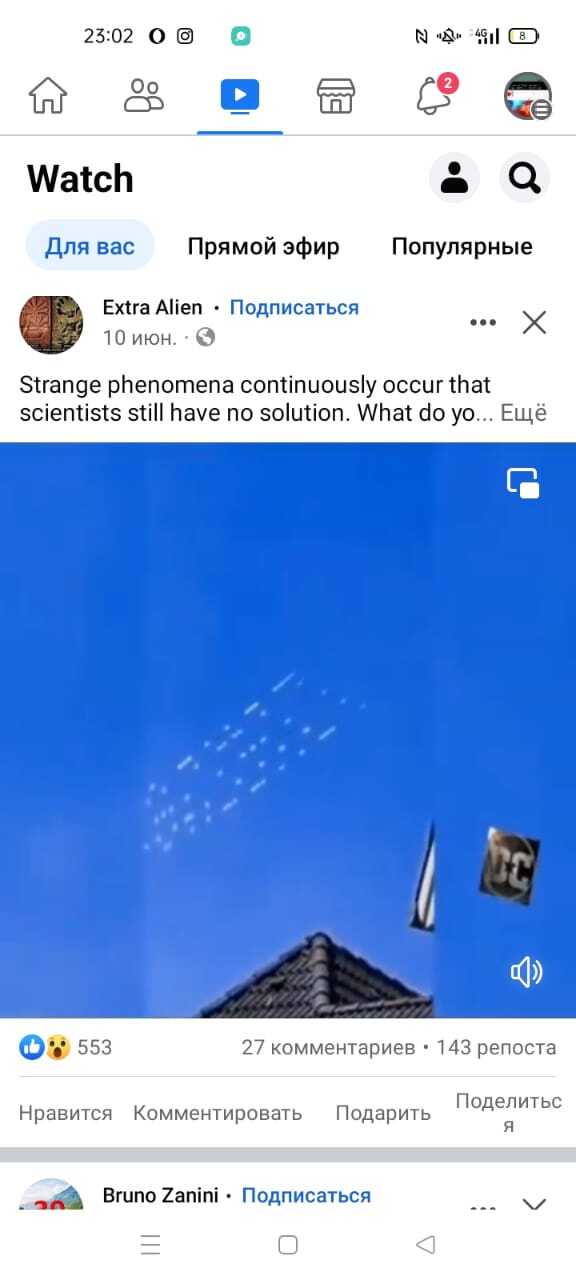 23:02
4G
8
2
Watch
Для вас
Прямой эфир
Популярные
Extra Alien • Подписаться
10 июн. ·
Strange phenomena continuously occur that
scientists still have no solution. What do yo... Ещё
DC
553
27 комментариев • 143 репоста
Нравится
Комментировать
Подарить
Поделитьс
я
Bruno Zanini • Подписаться